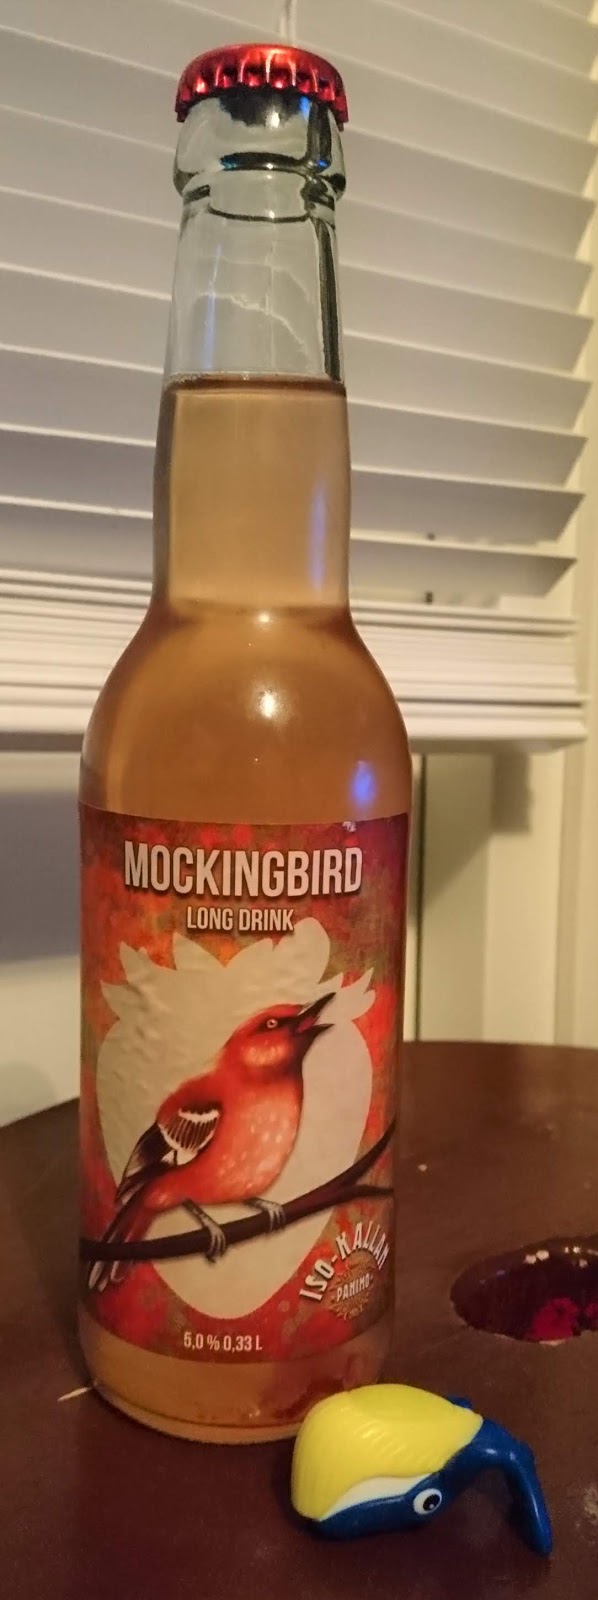 MOCKINGBIRD
LONG DRINK
ISO-KALLAN
PANIMO
5,0 % 0,33 L